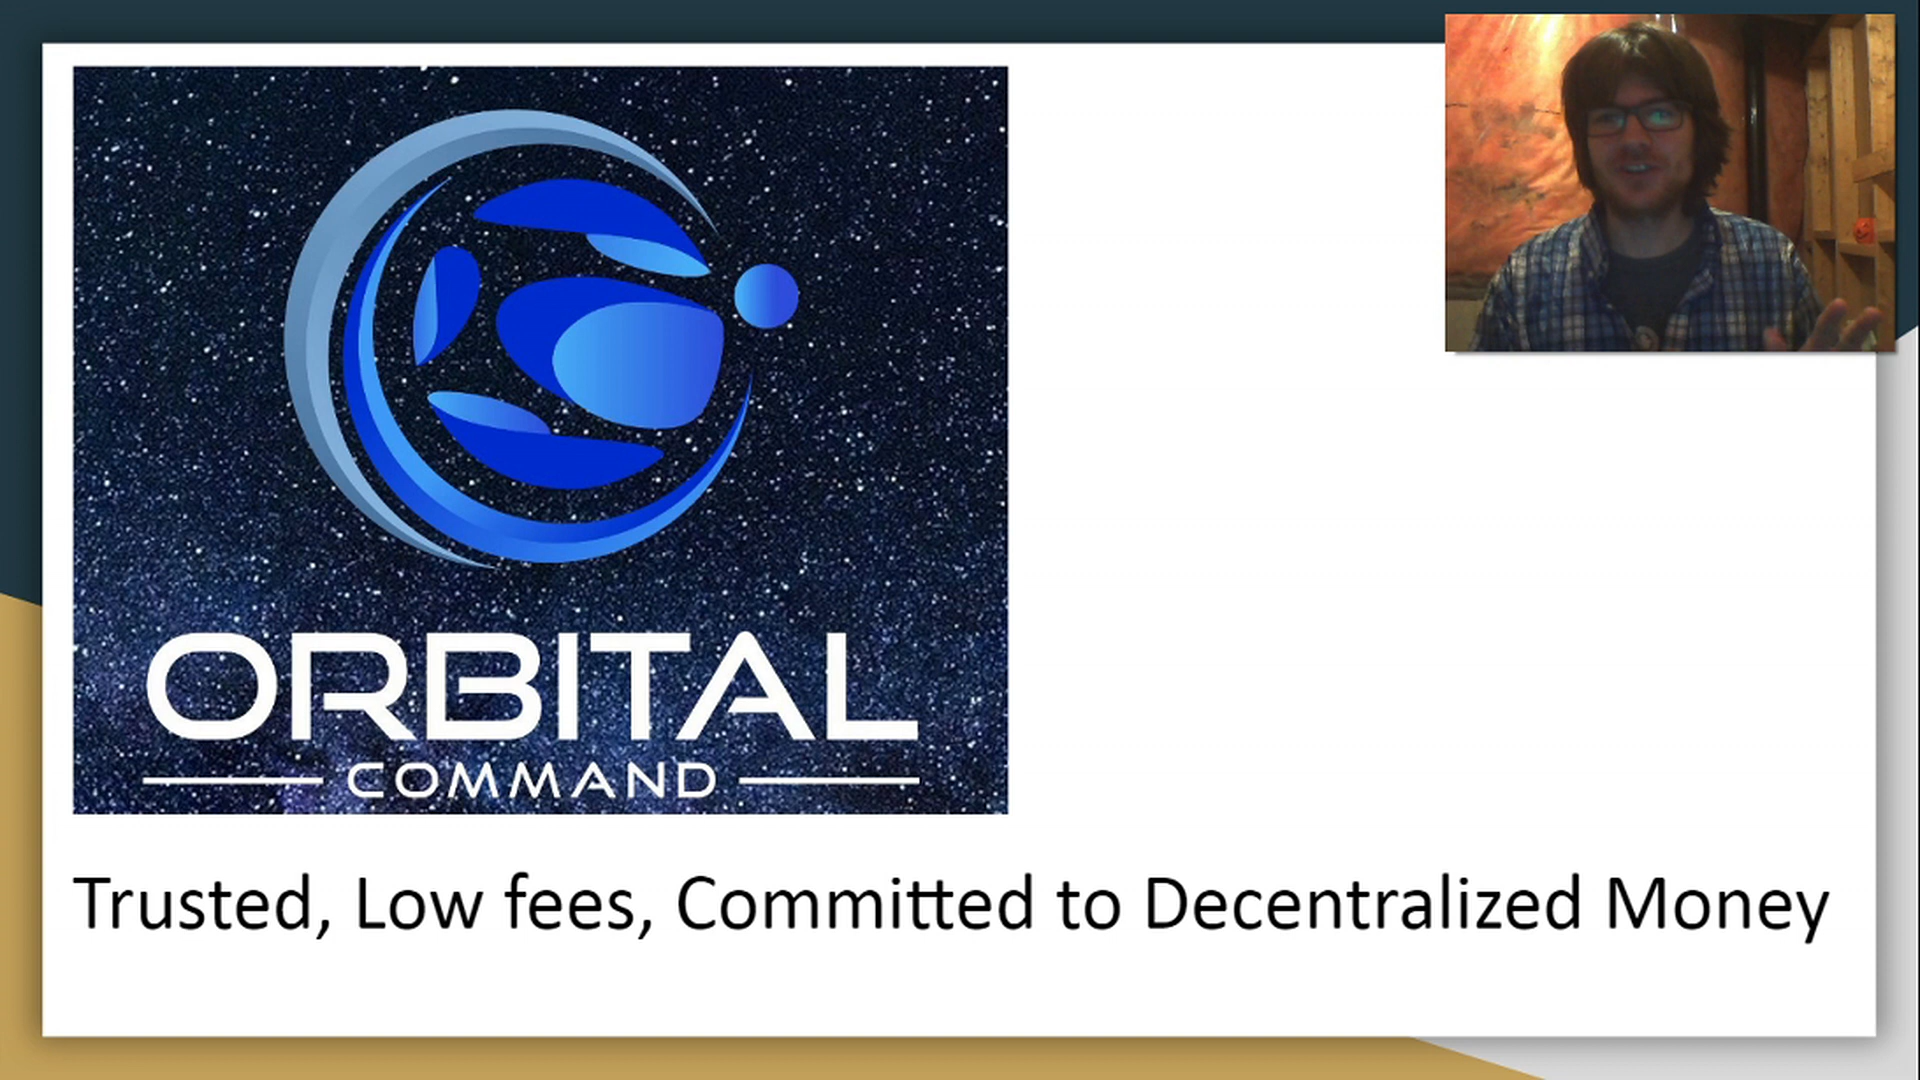 ORBITAL
COMMAND
Trusted, Low fees, Committed to Decentralized Money